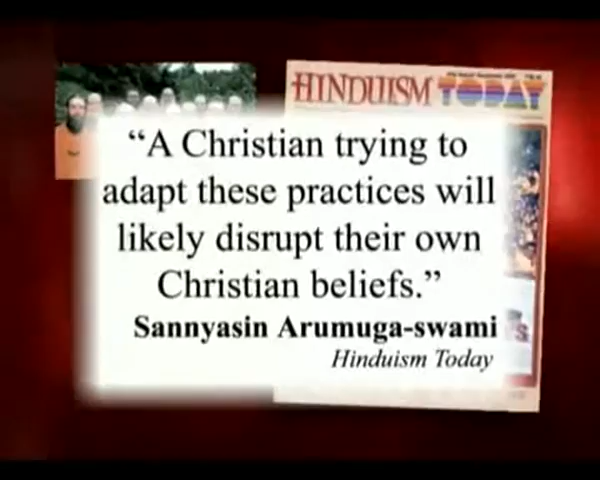 HINDUISM TODAY
“A Christian trying to
adapt these practices will
likely disrupt their own
Christian beliefs.”
Sannyasin Arumuga-swami
Hinduism Today